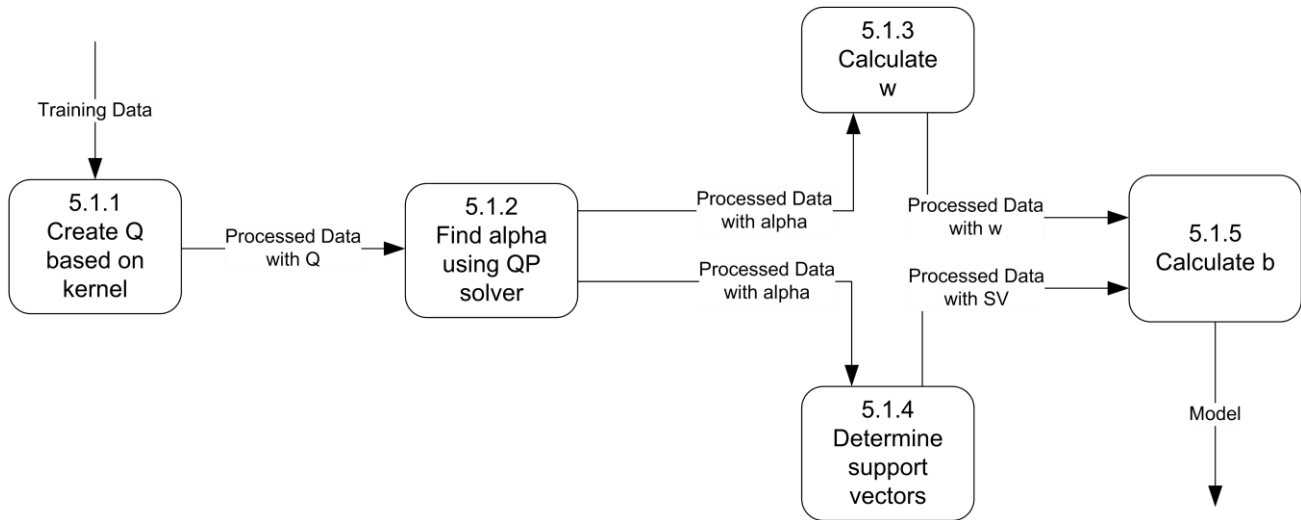 Training Data
5.1.1
Create Q
based on
kernel
Processed Data
with Q
5.1.2
Find alpha
using QP
solver
Processed Data
with alpha
Processed Data
with alpha
5.1.3
Calculate
w
5.1.4
Determine
support
vectors
Processed Data
with w
Processed Data
with SV
5.1.5
Calculate b
Model